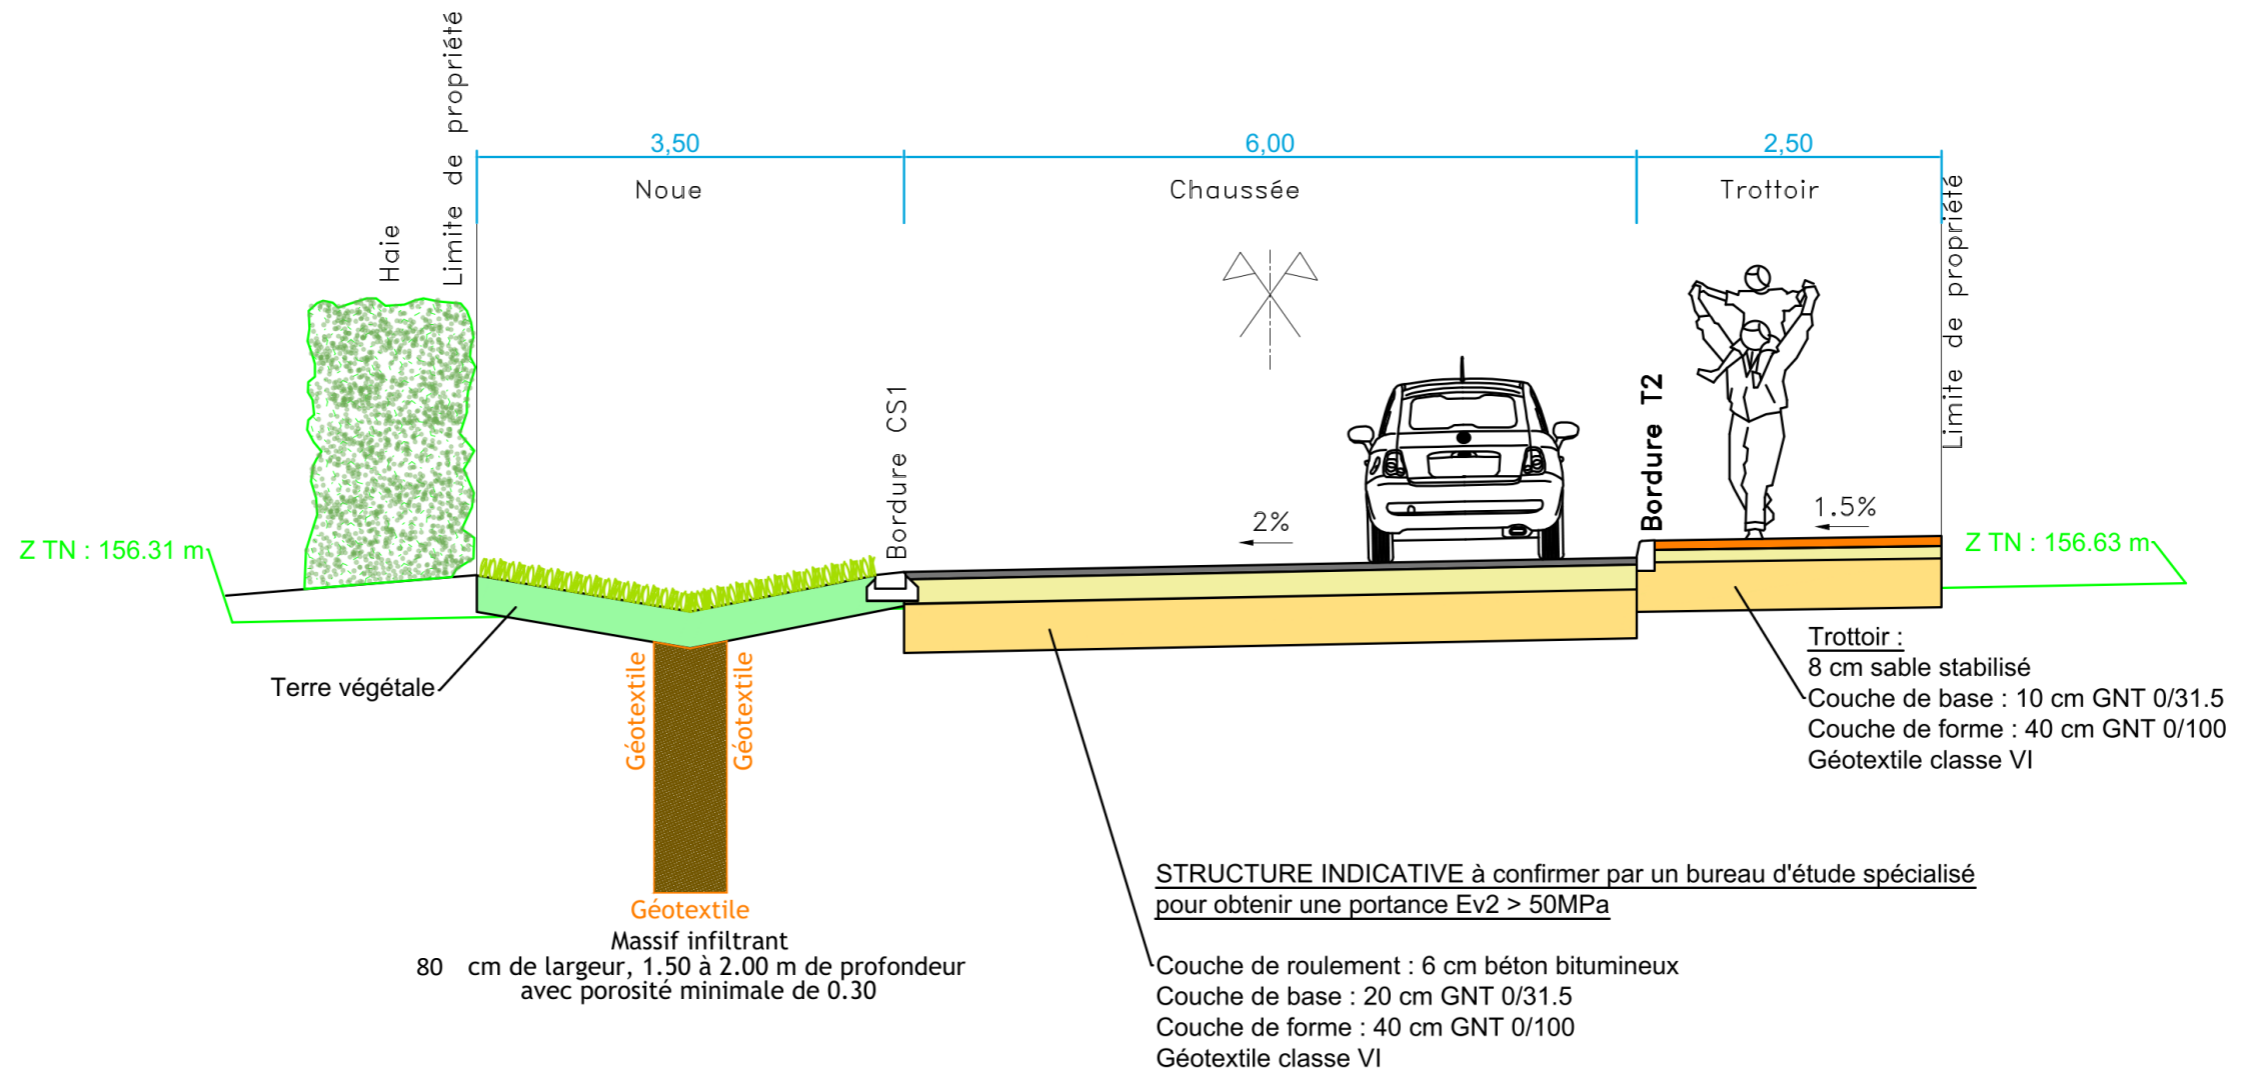 3,50
6,00
2,50
Noue
Chaussée
Trottoir
Haie
Limite de propriété
Limite de propriété
Bordure CS1
Bordure T2
2%
1.5%
Z TN : 156.31 m
Z TN : 156.63 m
Terre végétale
Géotextile
Géotextile
Géotextile
Massif infiltrant
80 cm de largeur, 1.50 à 2.00 m de profondeur
avec porosité minimale de 0.30
Trottoir :
8 cm sable stabilisé
Couche de base : 10 cm GNT 0/31.5
Couche de forme : 40 cm GNT 0/100
Géotextile classe VI
STRUCTURE INDICATIVE à confirmer par un bureau d'étude spécialisé
pour obtenir une portance Ev2 > 50MPa
Couche de roulement : 6 cm béton bitumineux
Couche de base : 20 cm GNT 0/31.5
Couche de forme : 40 cm GNT 0/100
Géotextile classe VI